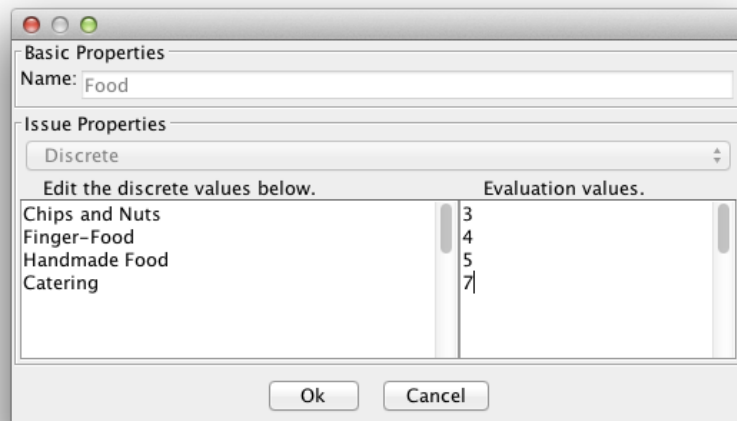 Basic Properties
Name: Food
Issue Properties
Discrete
Edit the discrete values below. Evaluation values.
Chips and Nuts 3
Finger-Food 4
Handmade Food 5
Catering 7
Ok Cancel